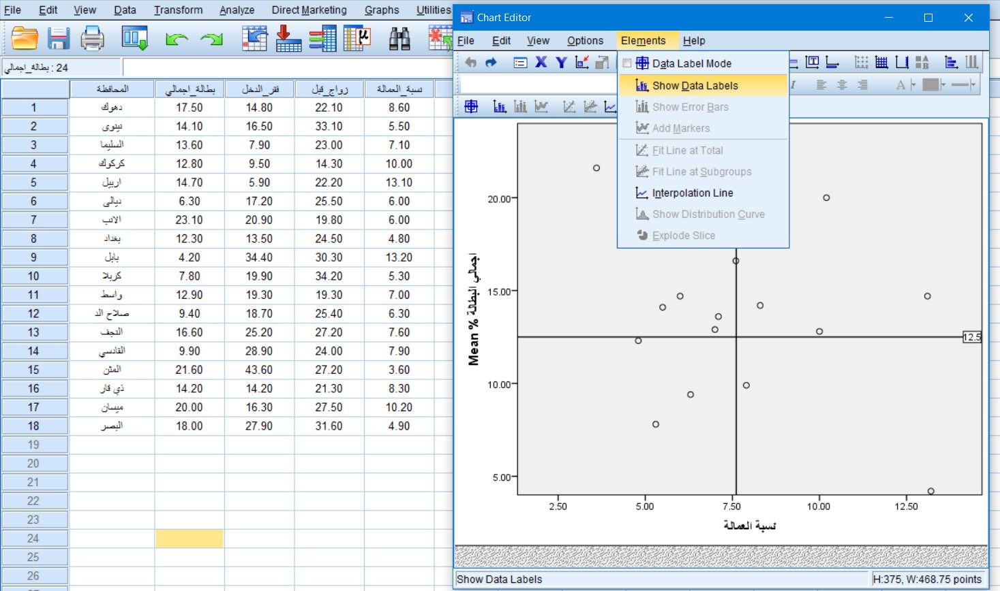 File Edit View Data Transform Analyze Direct Marketing Graphs Utilities
24 : بطالة_اجمالي
المحافظة بطالة_اجمالي فقر_الدخل زواج_قبل نسبة_العمالة
1 دهوك 17.50 14.80 22.10 8.60
2 نينوى 14.10 16.50 33.10 5.50
3 السليما 13.60 7.90 23.00 7.10
4 كركوك 12.80 9.50 14.30 10.00
5 اربيل 14.70 5.90 22.20 13.10
6 ديالى 6.30 17.20 25.50 6.00
7 الانب 23.10 20.90 19.80 6.00
8 بغداد 12.30 13.50 24.50 4.80
9 بابل 4.20 34.40 30.30 13.20
10 كربلا 7.80 19.90 34.20 5.30
11 واسط 12.90 19.30 19.30 7.00
12 صلاح الد 9.40 18.70 25.40 6.30
13 النجف 16.60 25.20 27.20 7.60
14 القادسي 9.90 28.90 24.00 7.90
15 المثن 21.60 43.60 27.20 3.60
16 ذي قار 14.20 14.20 21.30 8.30
17 ميسان 20.00 16.30 27.50 10.20
18 البصر 18.00 27.90 31.60 4.90
19
20
21
22
23
24
25
26
Chart Editor
File Edit View Options Elements Help
Data Label Mode
Show Data Labels
Show Error Bars
Add Markers
Fit Line at Total
Fit Line at Subgroups
Interpolation Line
Show Distribution Curve
Explode Slice
20.00
15.00
12.5
10.00
5.00
Mean % اجمالي البطالة
2.50 5.00 7.50 10.00 12.50
نسبة العمالة
Show Data Labels H:375, W:468.75 points